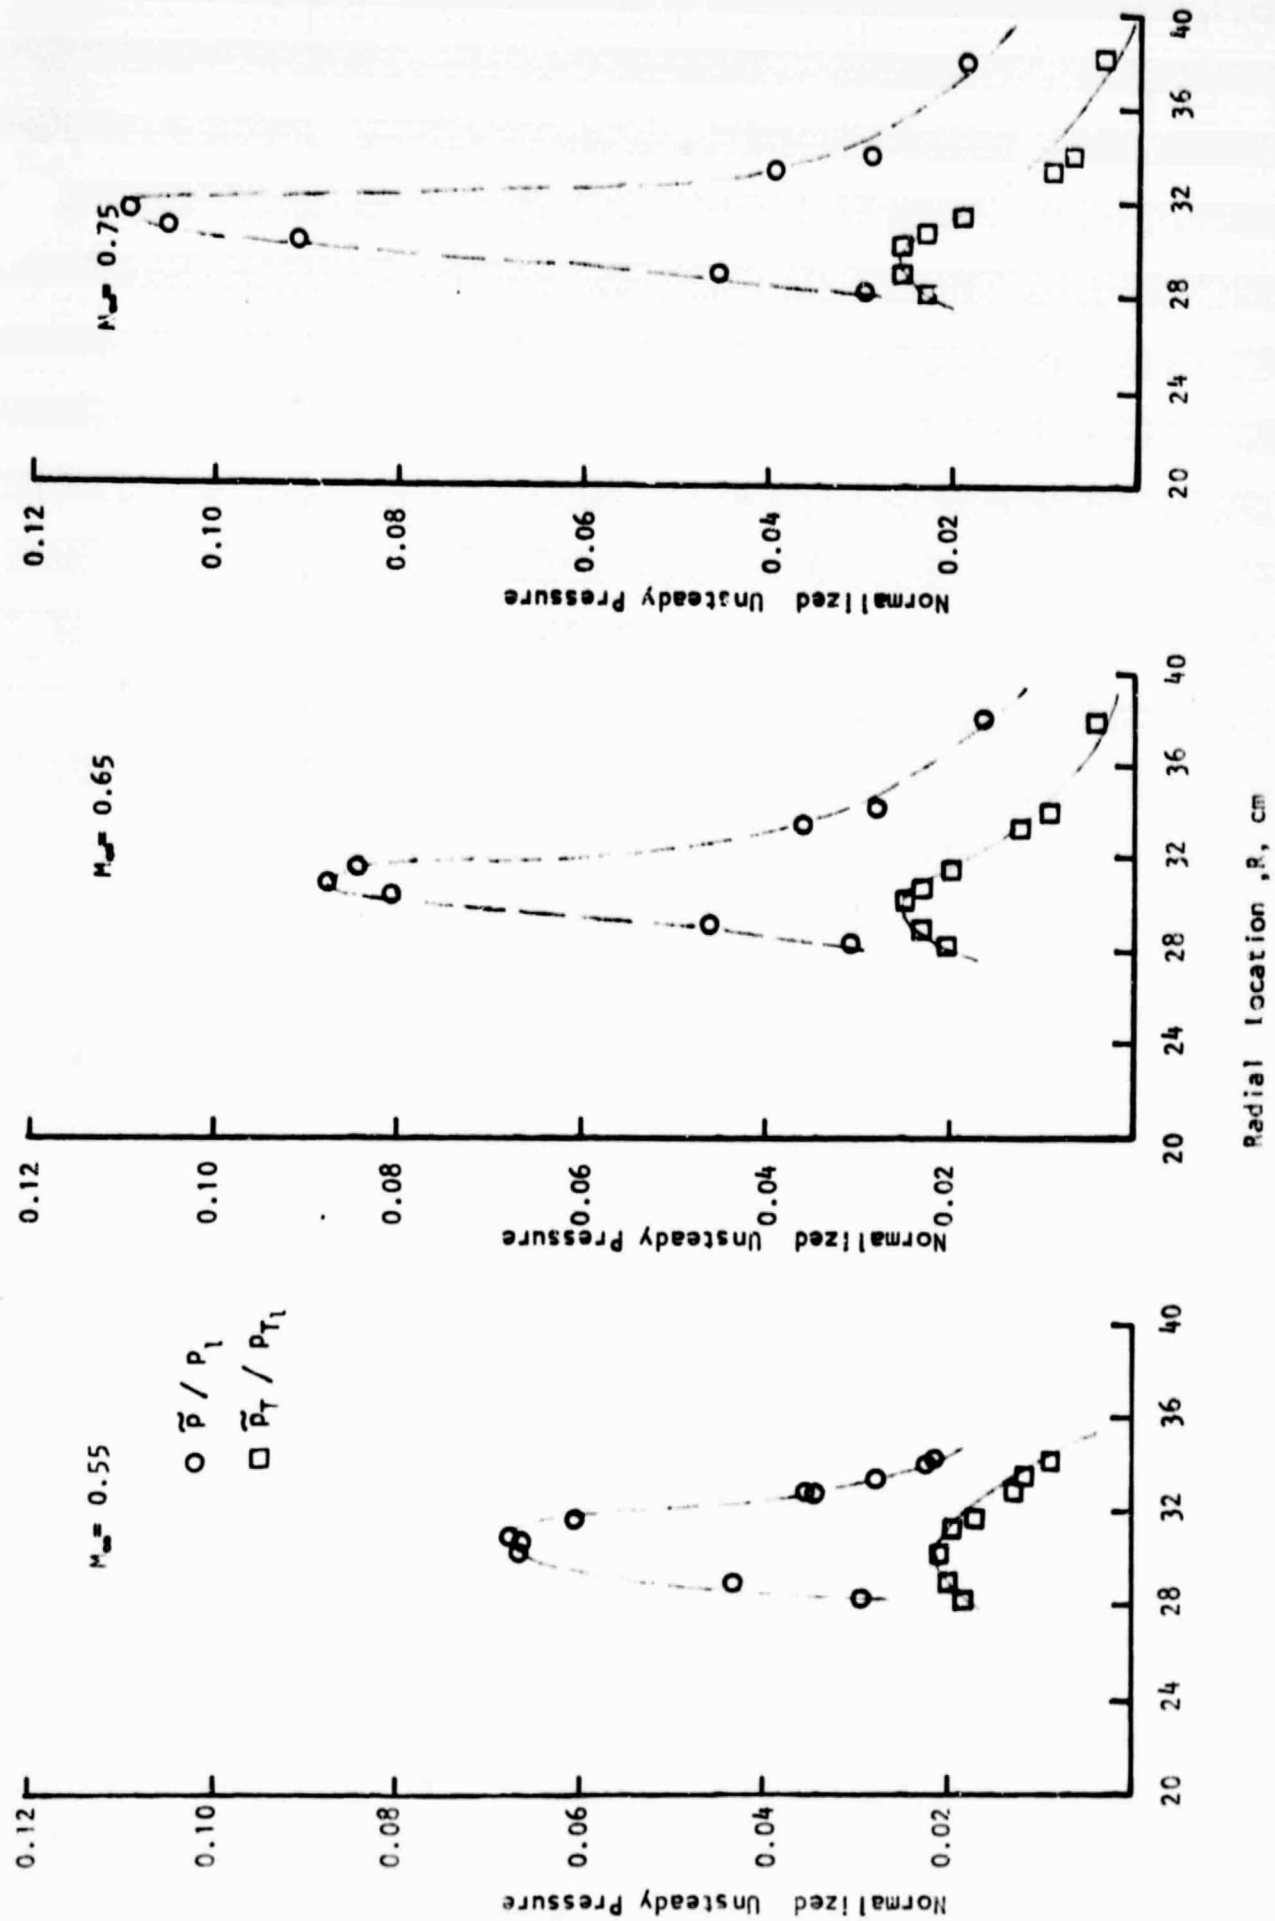 M∞= 0.55
○ p̃ / p₁
□ p̃T / pT₁
0.12
0.10
0.08
0.06
0.04
0.02
Normalized Unsteady Pressure
20 24 28 32 36 40
M∞= 0.65
0.12
0.10
0.08
0.06
0.04
0.02
Normalized Unsteady Pressure
20 24 28 32 36 40
M∞= 0.75
0.12
0.10
0.08
0.06
0.04
0.02
Normalized Unsteady Pressure
20 24 28 32 36 40
Radial location ,R, cm